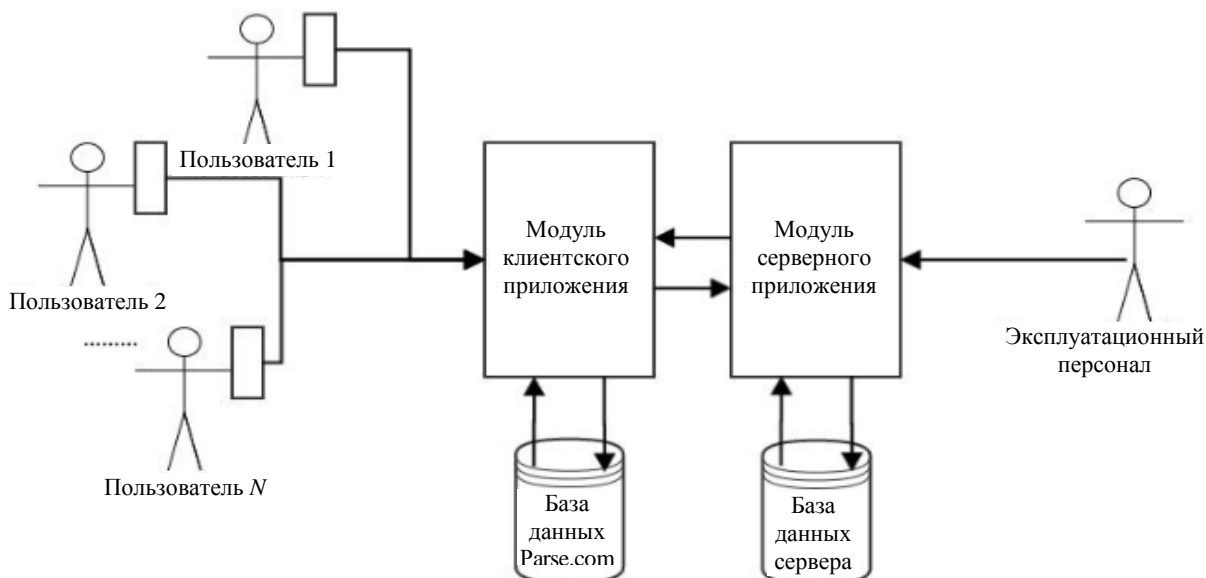 Пользователь 1
Пользователь 2
.........
Пользователь N
Модуль
клиентского
приложения
Модуль
серверного
приложения
Эксплуатационный
персонал
База
данных
Parse.com
База
данных
сервера